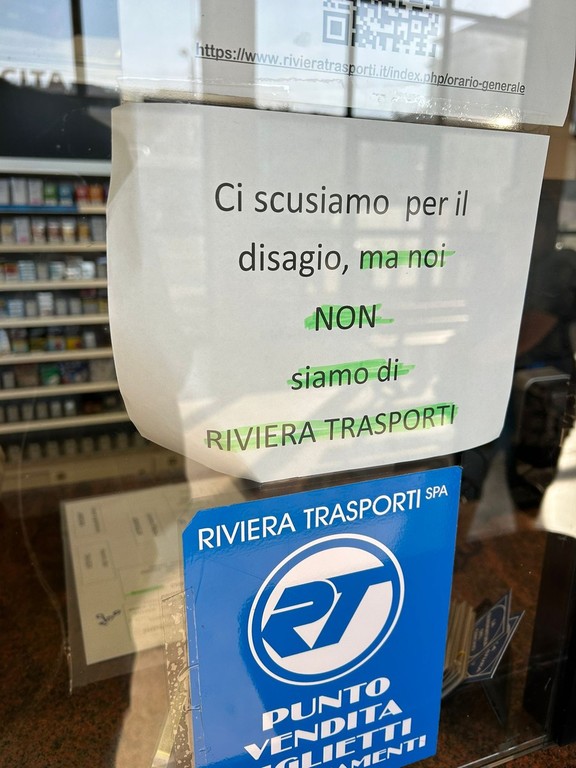 https://www.rivieratrasporti.it/index.php/orario-generale
CITA
Ci scusiamo per il
disagio, ma noi
NON
siamo di
RIVIERA TRASPORTI
RIVIERA TRASPORTI SPA
RT
PUNTO
VENDITA